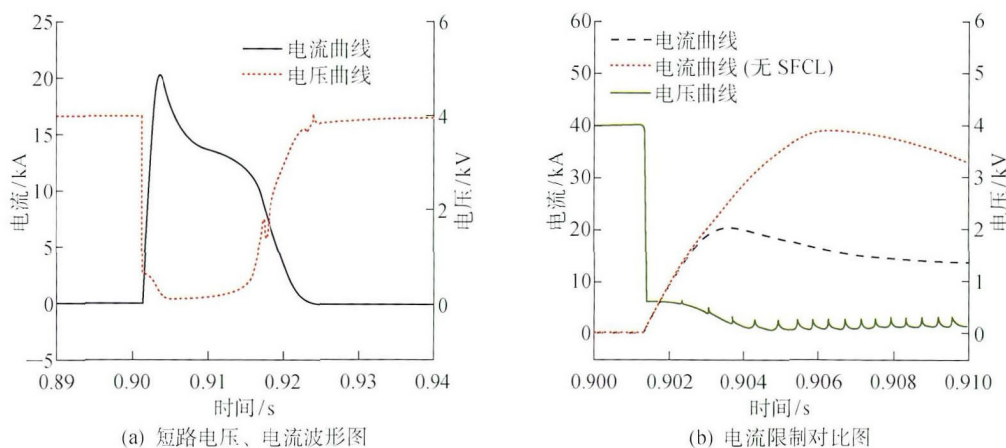 25
20
15
10
5
0
−5
电流/kA
电流曲线
电压曲线
6
4
2
0
电压/kV
0.89
0.90
0.91
0.92
0.93
0.94
时间/s
(a) 短路电压、电流波形图
60
50
40
30
20
10
0
电流/kA
电流曲线
电流曲线 (无 SFCL)
电压曲线
6
5
4
3
2
1
0
电压/kV
0.900
0.902
0.904
0.906
0.908
0.910
时间/s
(b) 电流限制对比图